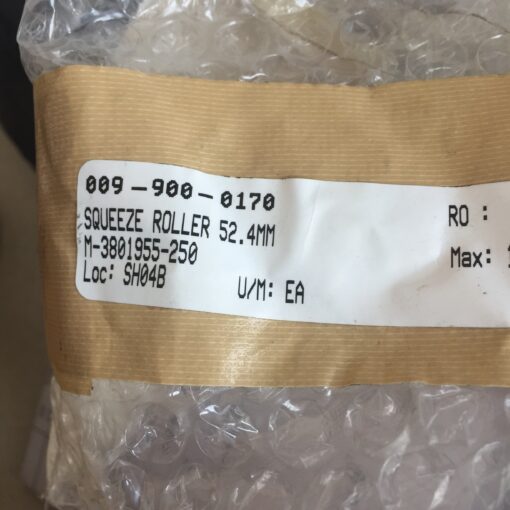 009-900-0170
SQUEEZE ROLLER 52.4MM
M-3801955-250
Loc: SH04B
U/M: EA
RO :
Max: